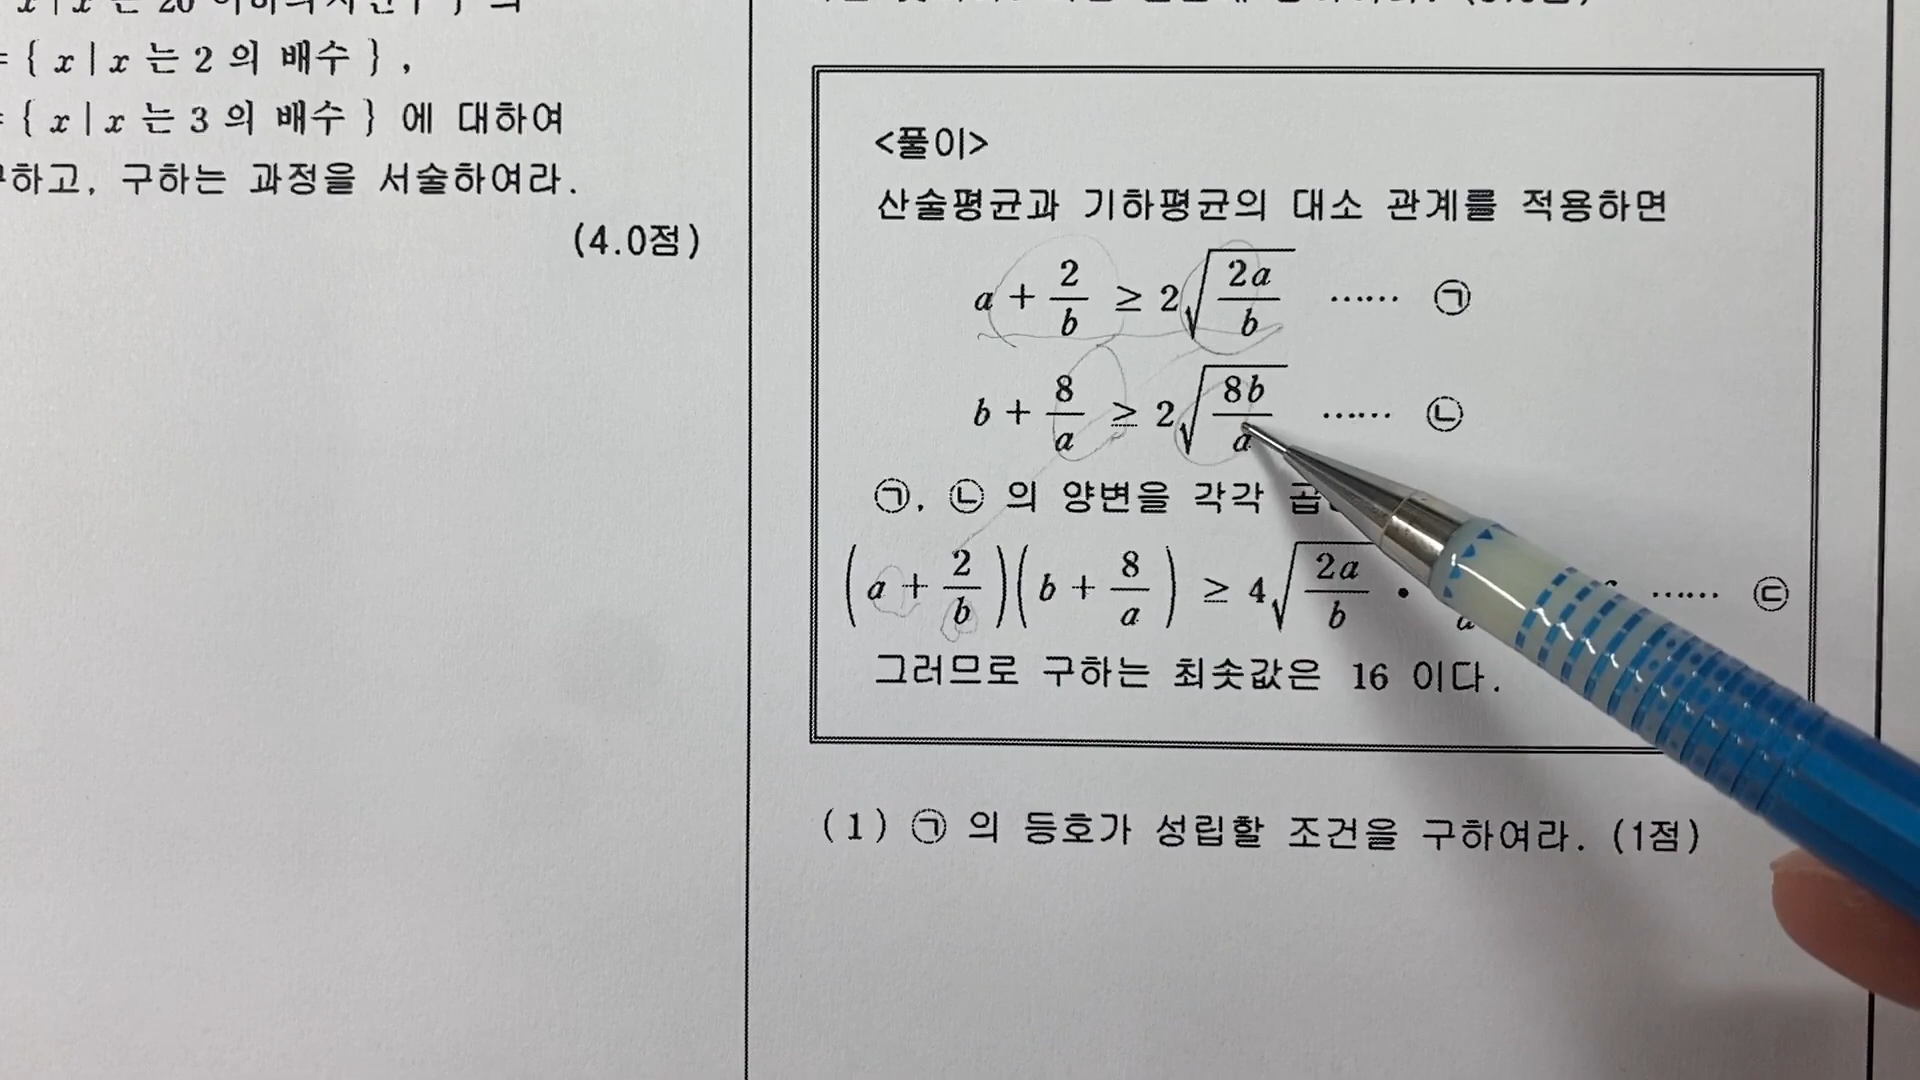 = { x | x 는 2 의 배수 } ,
= { x | x 는 3 의 배수 } 에 대하여
구하고, 구하는 과정을 서술하여라.
(4.0점)
<풀이>
산술평균과 기하평균의 대소 관계를 적용하면
a + 2/b ≥ 2√(2a/b) ⋯⋯ ㉠
b + 8/a ≥ 2√(8b/a) ⋯⋯ ㉡
㉠, ㉡ 의 양변을 각각
(a + 2/b)(b + 8/a) ≥ 4√(2a/b) • ⋯⋯ ㉢
그러므로 구하는 최솟값은 16 이다.
(1) ㉠ 의 등호가 성립할 조건을 구하여라. (1점)